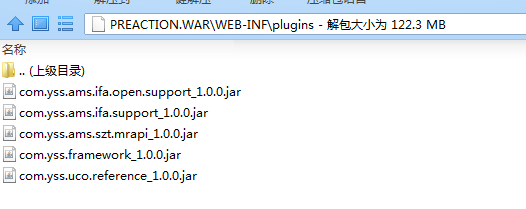 PREACTION.WAR\WEB-INF\plugins - 解包大小为 122.3 MB
名称
.. (上级目录)
com.yss.ams.ifa.open.support_1.0.0.jar
com.yss.ams.ifa.support_1.0.0.jar
com.yss.ams.szt.mrapi_1.0.0.jar
com.yss.framework_1.0.0.jar
com.yss.uco.reference_1.0.0.jar